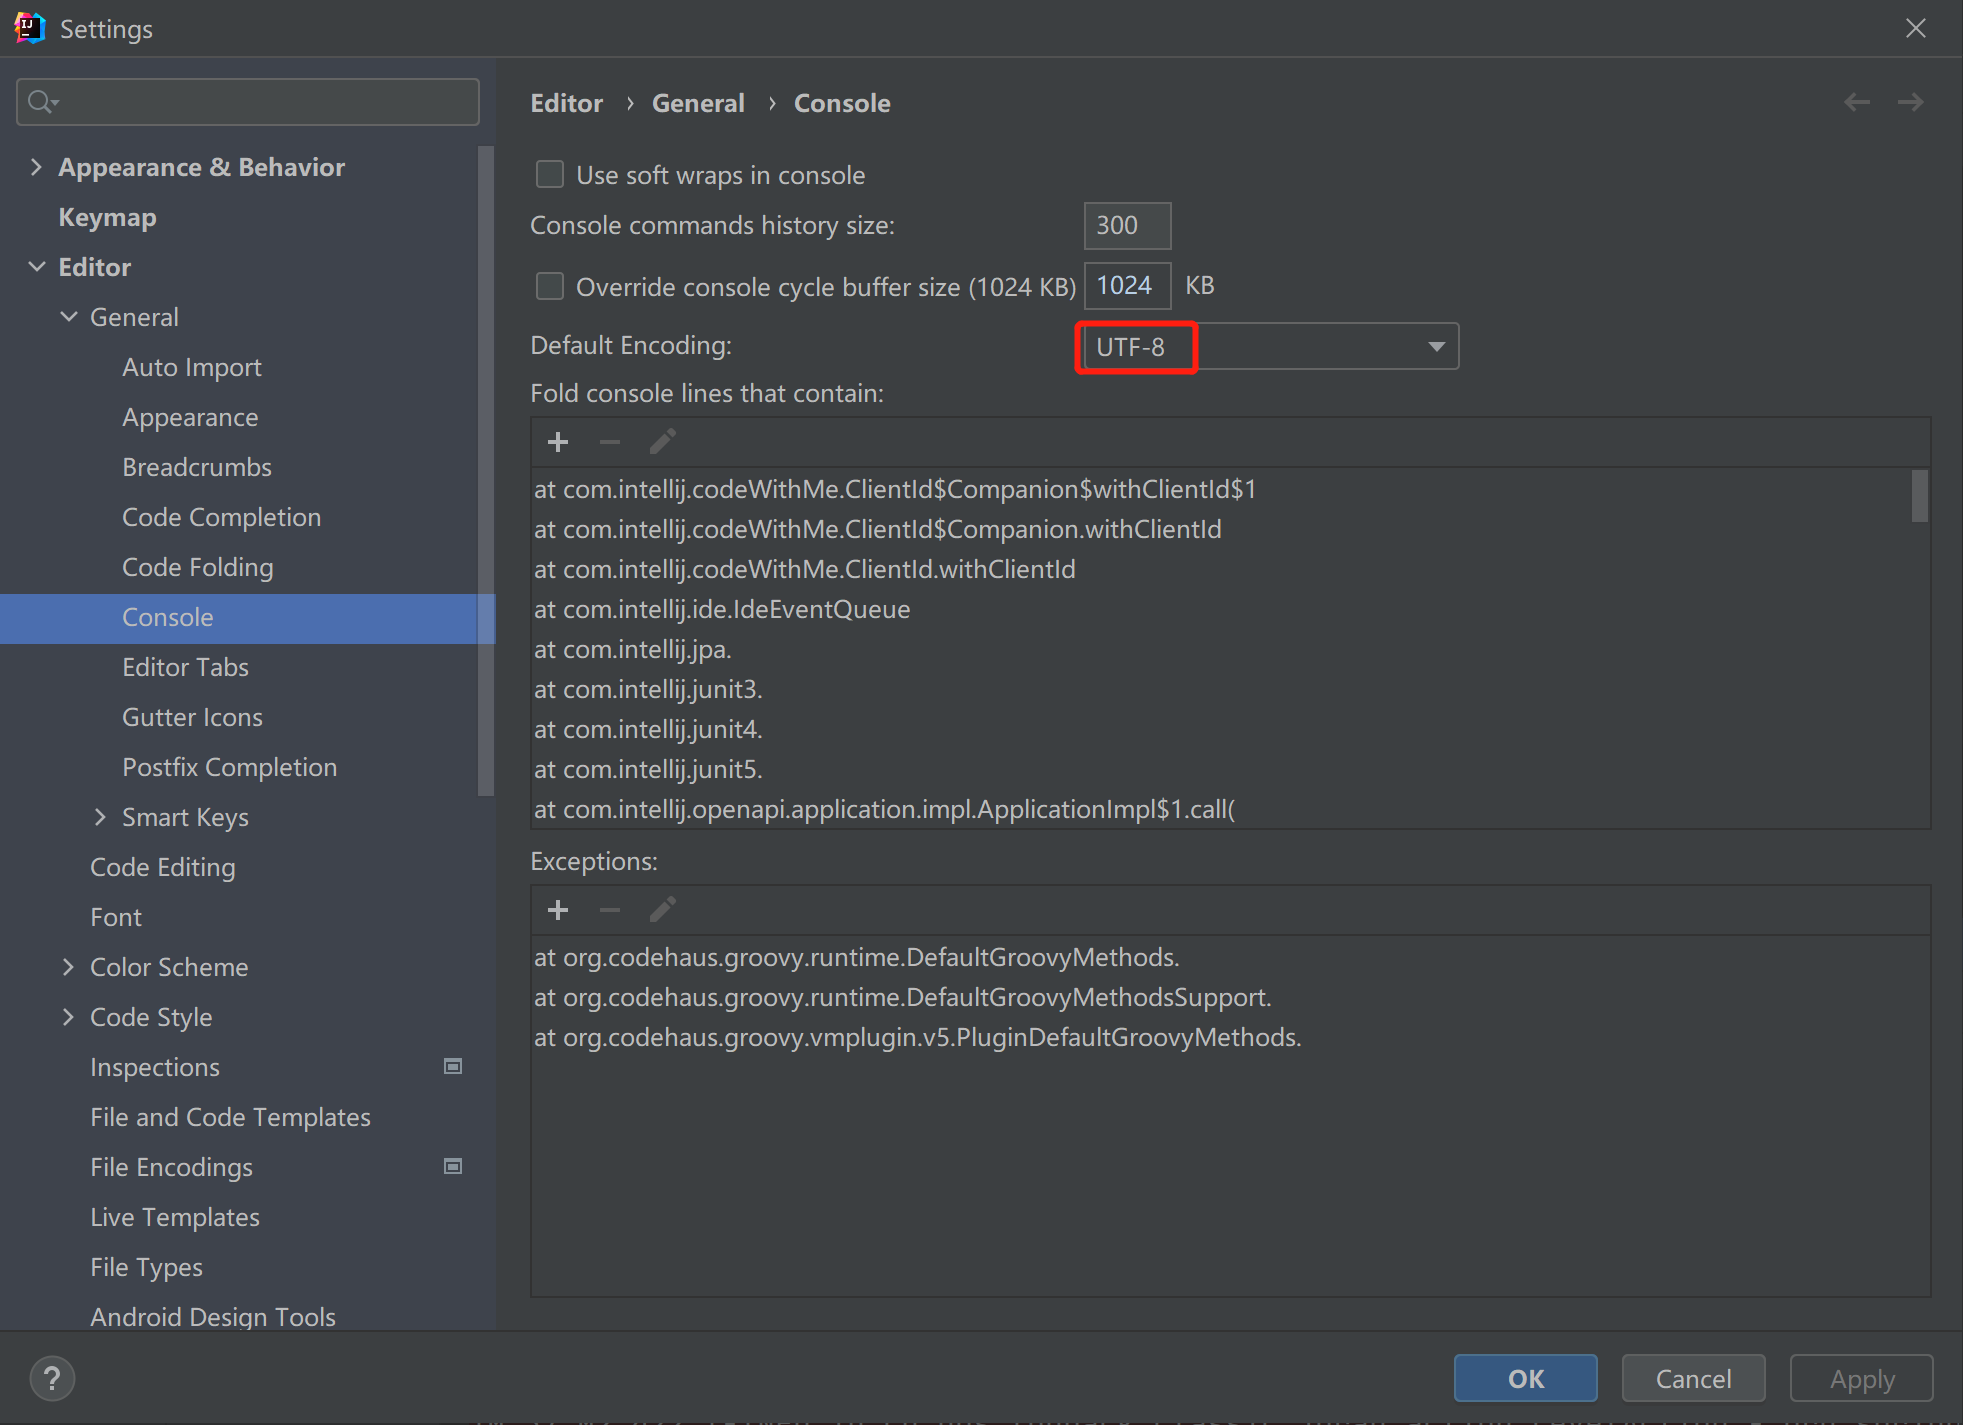 Settings
Appearance & Behavior
Keymap
Editor
General
Auto Import
Appearance
Breadcrumbs
Code Completion
Code Folding
Console
Editor Tabs
Gutter Icons
Postfix Completion
Smart Keys
Code Editing
Font
Color Scheme
Code Style
Inspections
File and Code Templates
File Encodings
Live Templates
File Types
Android Design Tools
Editor › General › Console
Use soft wraps in console
Console commands history size: 300
Override console cycle buffer size (1024 KB) 1024 KB
Default Encoding: UTF-8
Fold console lines that contain:
at com.intellij.codeWithMe.ClientId$Companion$withClientId$1
at com.intellij.codeWithMe.ClientId$Companion.withClientId
at com.intellij.codeWithMe.ClientId.withClientId
at com.intellij.ide.IdeEventQueue
at com.intellij.jpa.
at com.intellij.junit3.
at com.intellij.junit4.
at com.intellij.junit5.
at com.intellij.openapi.application.impl.ApplicationImpl$1.call(
Exceptions:
at org.codehaus.groovy.runtime.DefaultGroovyMethods.
at org.codehaus.groovy.runtime.DefaultGroovyMethodsSupport.
at org.codehaus.groovy.vmplugin.v5.PluginDefaultGroovyMethods.
?
OK
Cancel
Apply